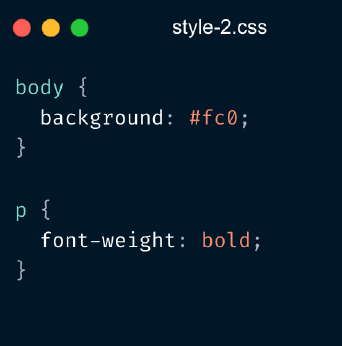 style-2.css
body {
  background: #fc0;
}
p {
  font-weight: bold;
}